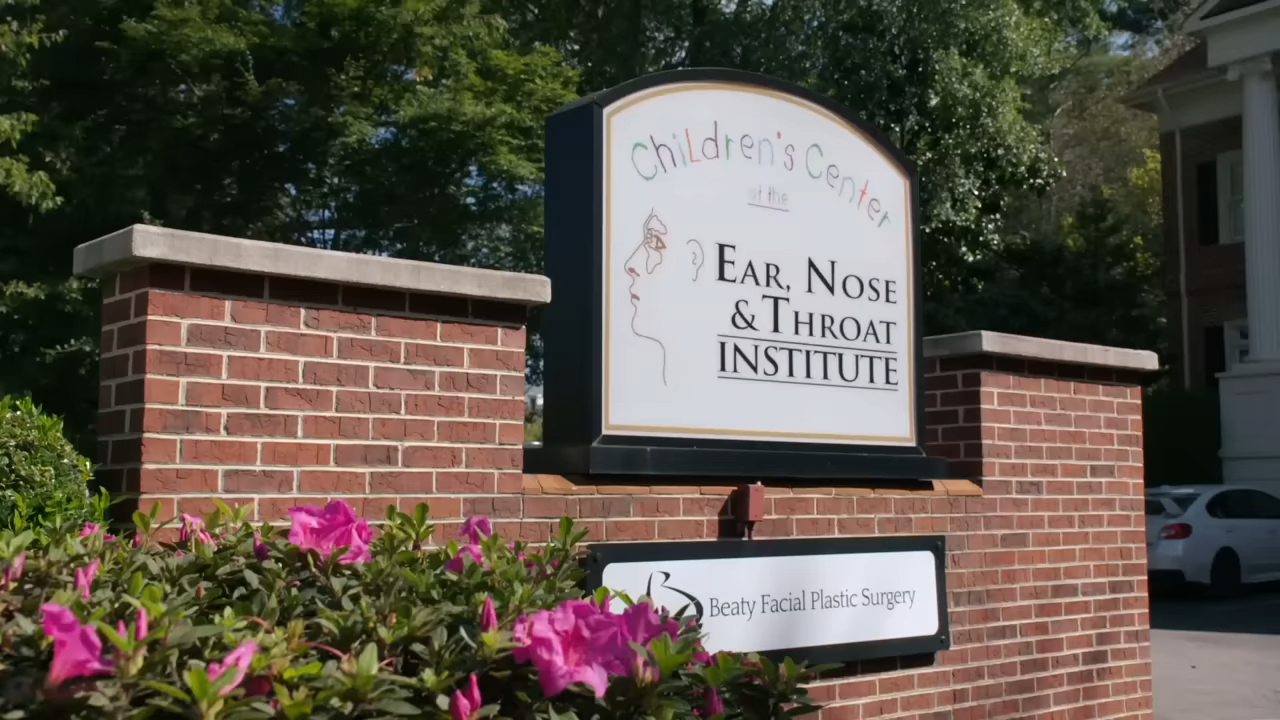 ChiLdren's Center
of the
EAR, NOSE
& THROAT
INSTITUTE
B Beaty Facial Plastic Surgery